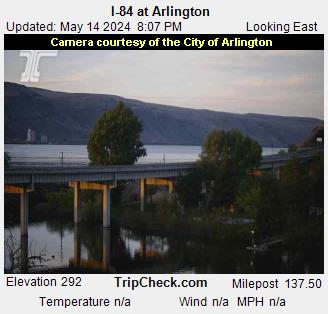 I-84 at Arlington
Updated: May 14 2024 8:07 PM Looking East
Camera courtesy of the City of Arlington
Elevation 292 TripCheck.com Milepost 137.50
Temperature n/a Wind n/a MPH n/a